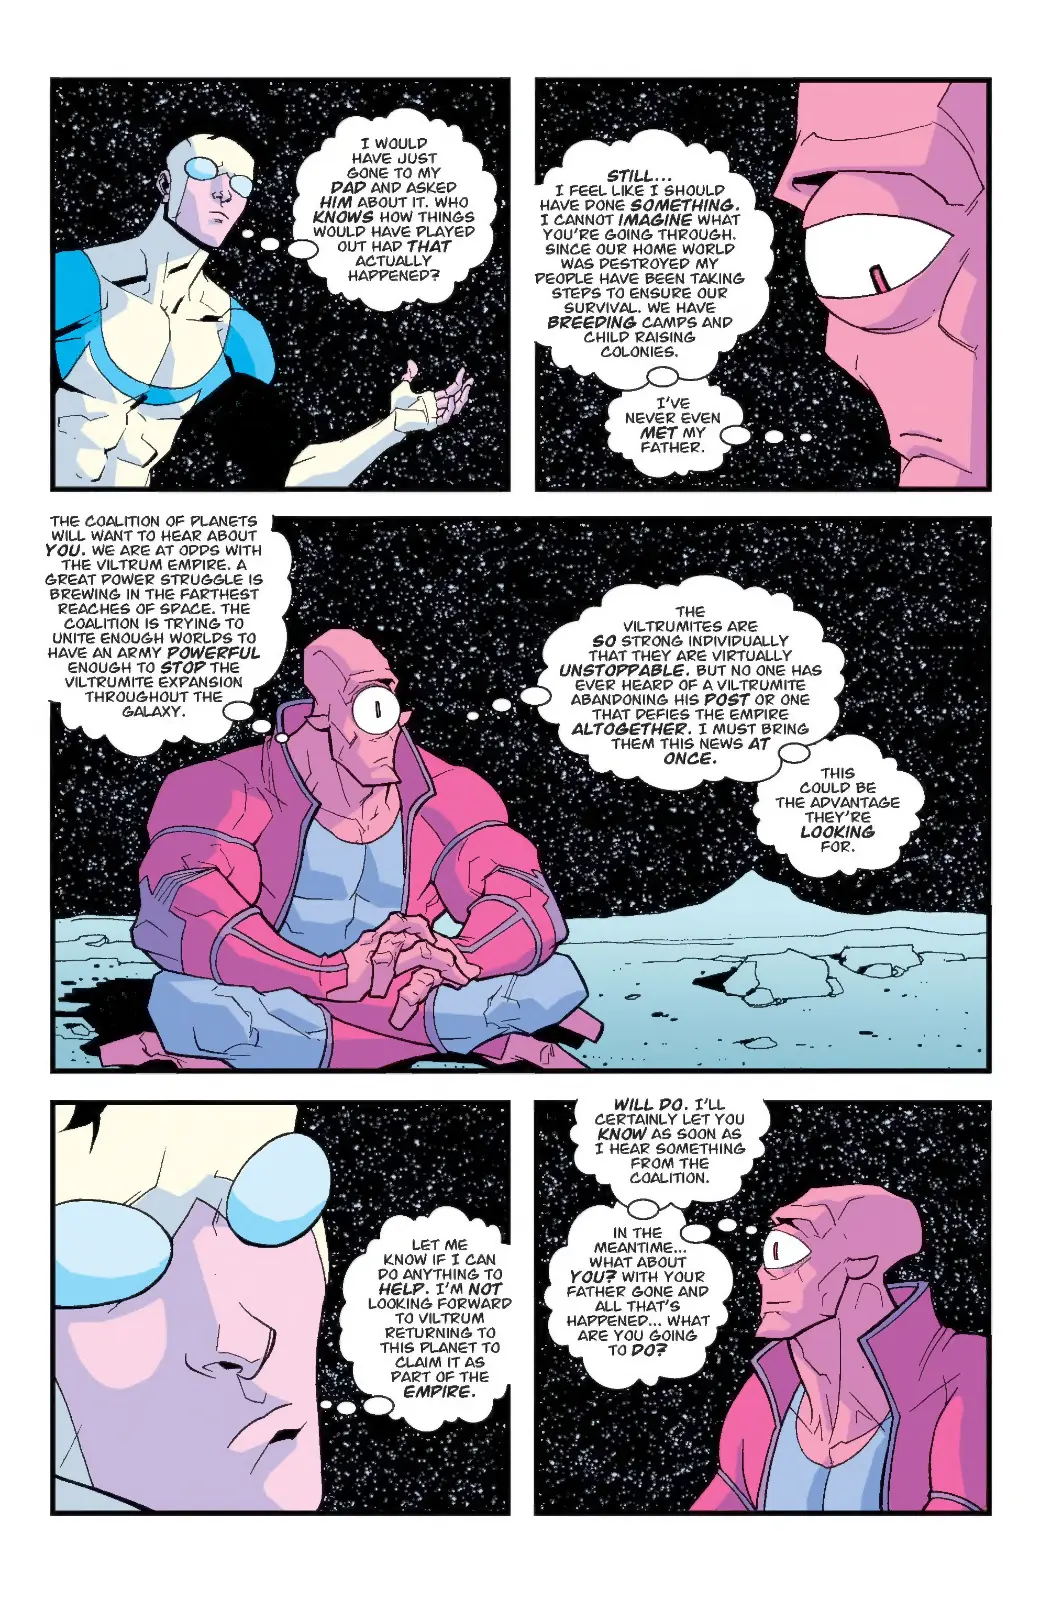 I WOULD
HAVE JUST
GONE TO MY
DAD AND ASKED
HIM ABOUT IT. WHO
KNOWS HOW THINGS
WOULD HAVE PLAYED
OUT HAD THAT
ACTUALLY
HAPPENED?
STILL...
I FEEL LIKE I SHOULD
HAVE DONE SOMETHING.
I CANNOT IMAGINE WHAT
YOU'RE GOING THROUGH.
SINCE OUR HOME WORLD
WAS DESTROYED MY
PEOPLE HAVE BEEN TAKING
STEPS TO ENSURE OUR
SURVIVAL. WE HAVE
BREEDING CAMPS AND
CHILD RAISING
COLONIES.
I'VE
NEVER EVEN
MET MY
FATHER.
THE COALITION OF PLANETS
WILL WANT TO HEAR ABOUT
YOU. WE ARE AT ODDS WITH
THE VILTRUM EMPIRE. A
GREAT POWER STRUGGLE IS
BREWING IN THE FARTHEST
REACHES OF SPACE. THE
COALITION IS TRYING TO
UNITE ENOUGH WORLDS TO
HAVE AN ARMY POWERFUL
ENOUGH TO STOP THE
VILTRUMITE EXPANSION
THROUGHOUT THE
GALAXY.
THE
VILTRUMITES ARE
SO STRONG INDIVIDUALLY
THAT THEY ARE VIRTUALLY
UNSTOPPABLE. BUT NO ONE HAS
EVER HEARD OF A VILTRUMITE
ABANDONING HIS POST OR ONE
THAT DEFIES THE EMPIRE
ALTOGETHER. I MUST BRING
THEM THIS NEWS AT
ONCE.
THIS
COULD BE
THE ADVANTAGE
THEY'RE
LOOKING
FOR.
LET ME
KNOW IF I CAN
DO ANYTHING TO
HELP. I'M NOT
LOOKING FORWARD
TO VILTRUM
RETURNING TO
THIS PLANET TO
CLAIM IT AS
PART OF THE
EMPIRE.
WILL DO. I'LL
CERTAINLY LET YOU
KNOW AS SOON AS
I HEAR SOMETHING
FROM THE
COALITION.
IN THE
MEANTIME...
WHAT ABOUT
YOU? WITH YOUR
FATHER GONE AND
ALL THAT'S
HAPPENED... WHAT
ARE YOU GOING
TO DO?